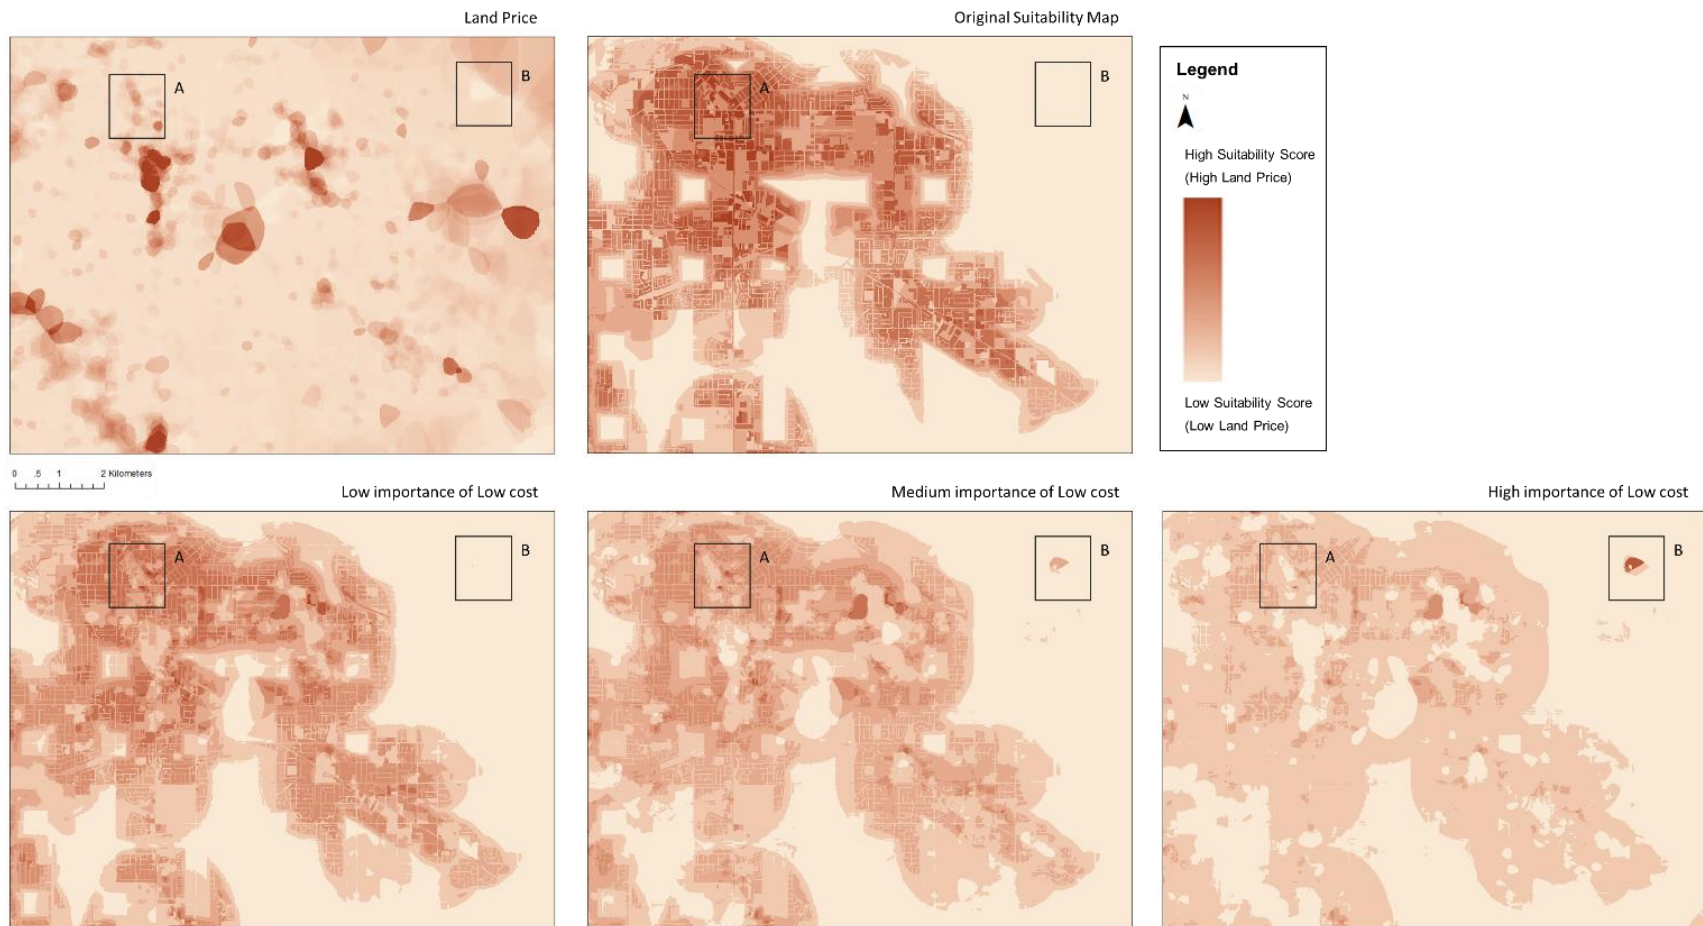 Land Price
A
B
Original Suitability Map
A
B
Legend
N
High Suitability Score
(High Land Price)
Low Suitability Score
(Low Land Price)
0 .5 1 2 Kilometers
Low importance of Low cost
A
B
Medium importance of Low cost
A
B
High importance of Low cost
A
B